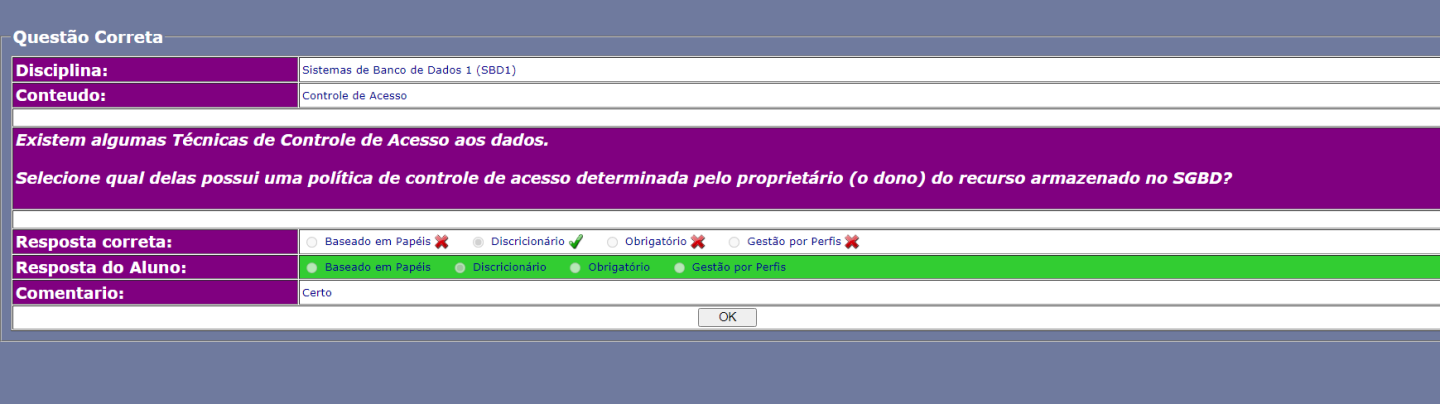 Questão Correta
Disciplina: Sistemas de Banco de Dados 1 (SBD1)
Conteudo: Controle de Acesso
Existem algumas Técnicas de Controle de Acesso aos dados.
Selecione qual delas possui uma política de controle de acesso determinada pelo proprietário (o dono) do recurso armazenado no SGBD?
Resposta correta: Baseado em Papéis Discricionário Obrigatório Gestão por Perfis
Resposta do Aluno: Baseado em Papéis Discricionário Obrigatório Gestão por Perfis
Comentario: Certo
OK